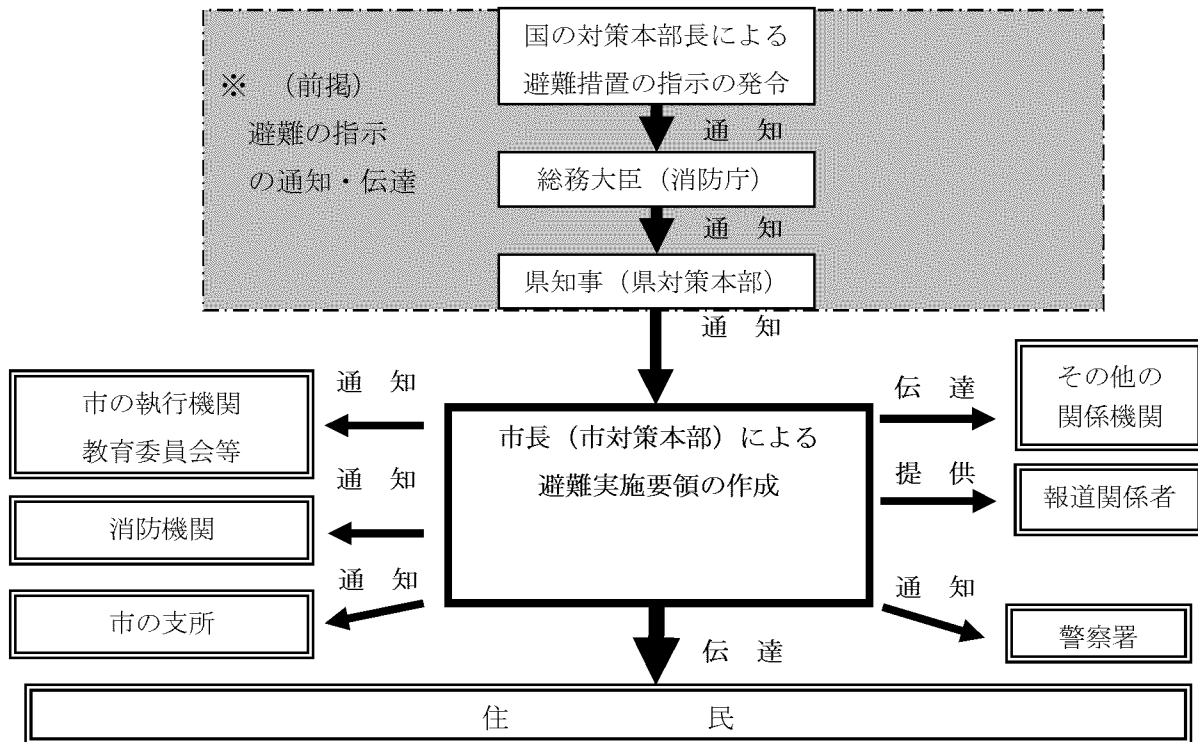 国の対策本部長による
避難措置の指示の発令
※ （前掲）
避難の指示
の通知・伝達
通 知
総務大臣（消防庁）
通 知
県知事（県対策本部）
通 知
市の執行機関
教育委員会等
通 知
市長（市対策本部）による
避難実施要領の作成
伝 達
その他の
関係機関
通 知
消防機関
提 供
報道関係者
通 知
市の支所
通 知
警察署
伝 達
住 民